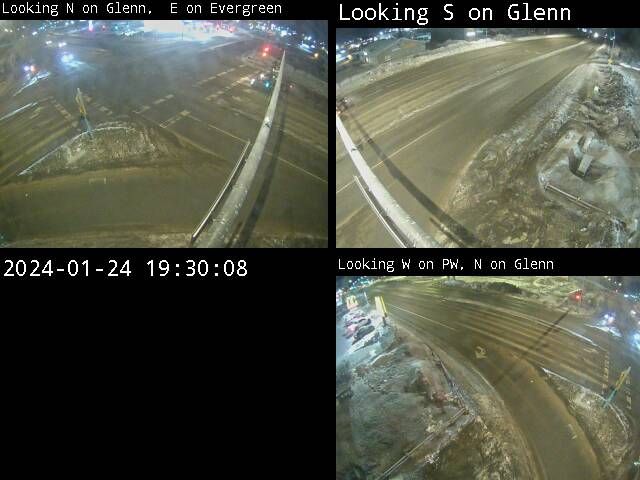 Looking N on Glenn, E on Evergreen
Looking S on Glenn
2024-01-24 19:30:08
Looking W on PW, N on Glenn